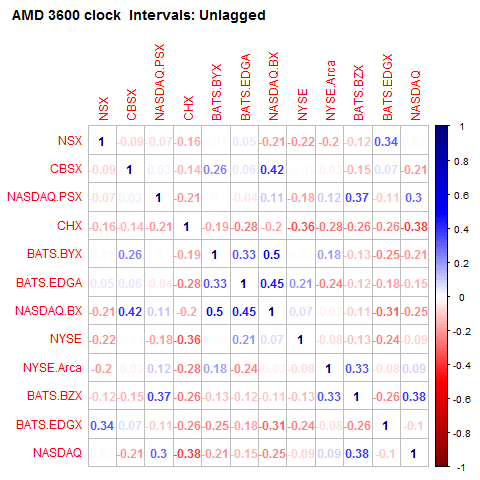 AMD 3600 clock Intervals: Unlagged
NSX CBSX NASDAQ.PSX CHX BATS.BYX BATS.EDGA NASDAQ.BX NYSE NYSE.Arca BATS.BZX BATS.EDGX NASDAQ
NSX 1 -0.09 -0.07 -0.16 0.05 -0.21 -0.22 -0.2 -0.12 0.34
CBSX -0.09 1 0.03 -0.14 0.26 0.06 0.42 -0.15 0.07 -0.21
NASDAQ.PSX -0.07 0.03 1 -0.21 -0.04 0.11 -0.18 0.12 0.37 -0.11 0.3
CHX -0.16 -0.14 -0.21 1 -0.19 -0.28 -0.2 -0.36 -0.28 -0.26 -0.26 -0.38
BATS.BYX 0.26 -0.19 1 0.33 0.5 0.18 -0.13 -0.25 -0.21
BATS.EDGA 0.05 0.06 -0.04 -0.28 0.33 1 0.45 0.21 -0.24 -0.12 -0.18 -0.15
NASDAQ.BX -0.21 0.42 0.11 -0.2 0.5 0.45 1 0.07 -0.11 -0.31 -0.25
NYSE -0.22 -0.18 -0.36 0.21 0.07 1 -0.08 -0.13 -0.24 -0.09
NYSE.Arca -0.2 0.12 -0.28 0.18 -0.24 -0.08 1 0.33 -0.08 0.09
BATS.BZX -0.12 -0.15 0.37 -0.26 -0.13 -0.12 -0.11 -0.13 0.33 1 -0.26 0.38
BATS.EDGX 0.34 0.07 -0.11 -0.26 -0.25 -0.18 -0.31 -0.24 -0.08 -0.26 1 -0.1
NASDAQ -0.21 0.3 -0.38 -0.21 -0.15 -0.25 -0.09 0.09 0.38 -0.1 1
1
0.8
0.6
0.4
0.2
0
-0.2
-0.4
-0.6
-0.8
-1